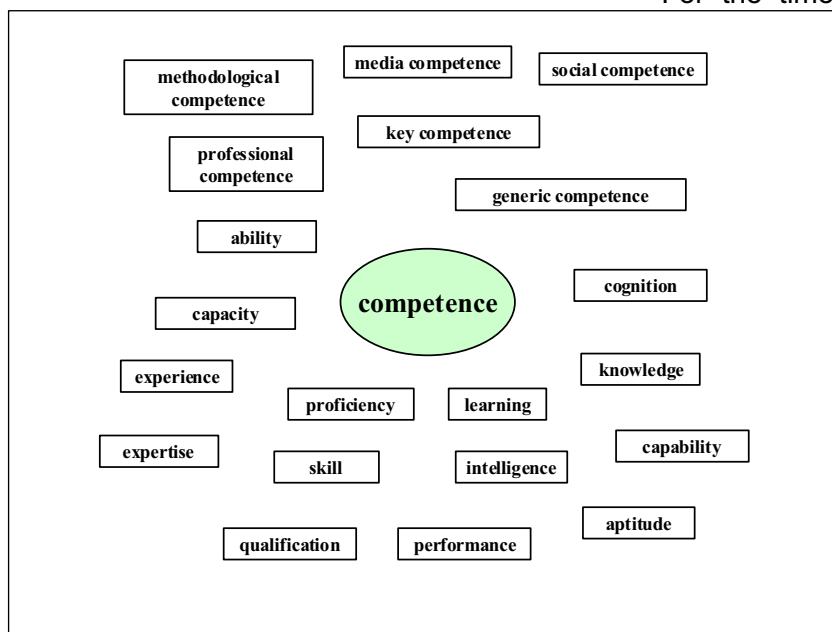 For the time
methodological
competence
media competence
social competence
key competence
professional
competence
generic competence
ability
competence
cognition
capacity
experience
knowledge
proficiency
learning
expertise
skill
intelligence
capability
aptitude
qualification
performance